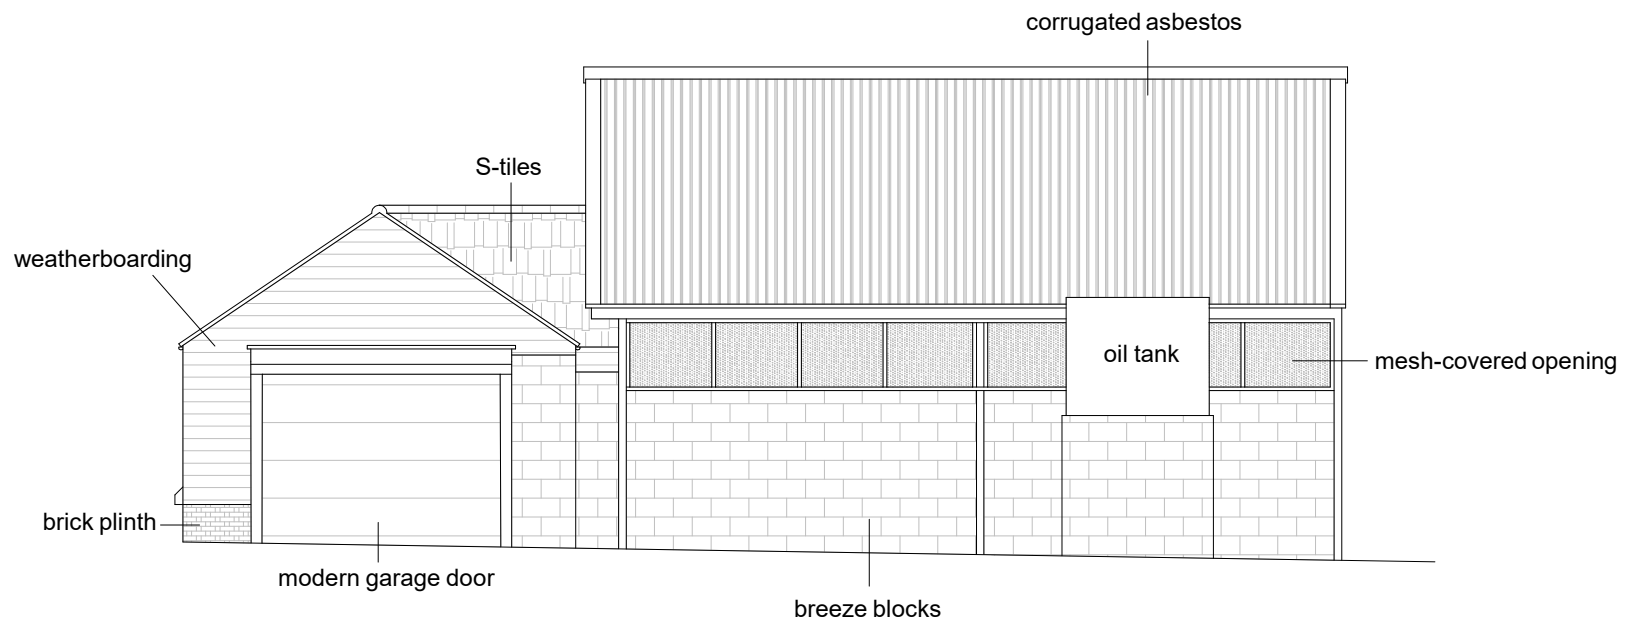 corrugated asbestos
S-tiles
weatherboarding
oil tank
mesh-covered opening
brick plinth
modern garage door
breeze blocks